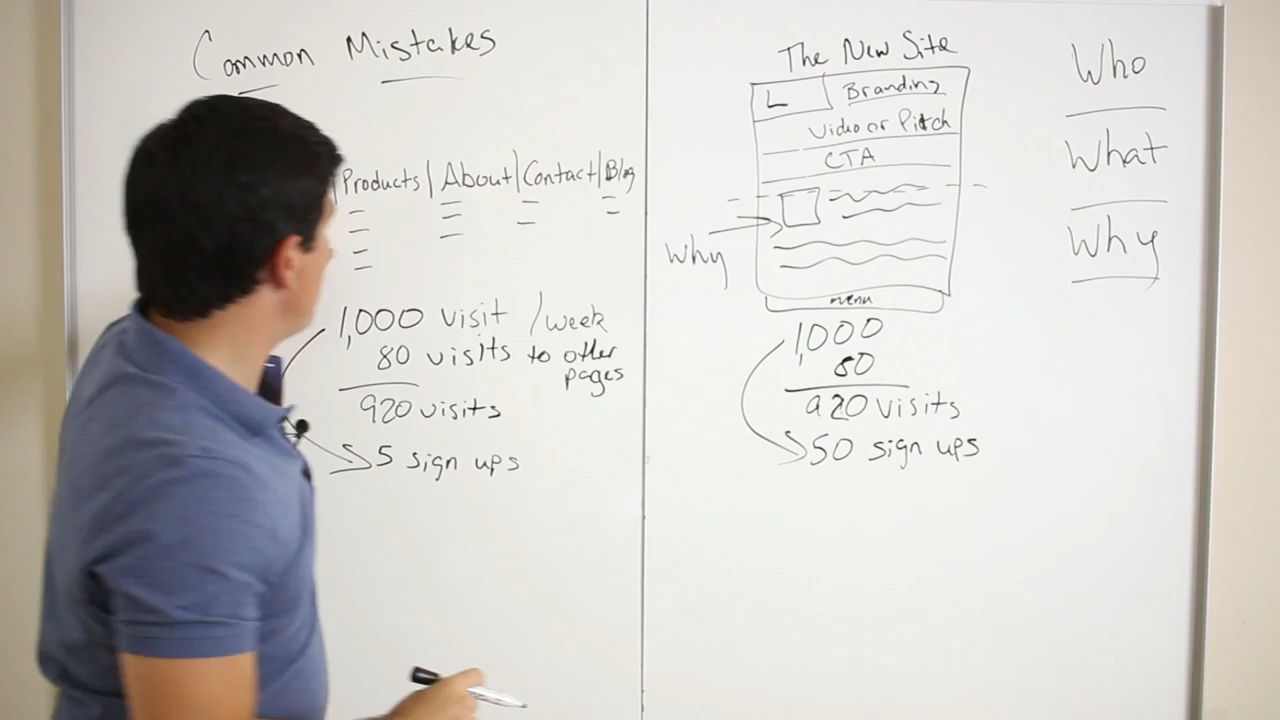 Common Mistakes
Products | About | Contact | Blog
1,000 visit /week
80 visits to other pages
920 visits
5 sign ups
The New Site
L Branding
Video or Pitch
CTA
Why
menu
1,000
80
920 visits
50 sign ups
Who
What
Why